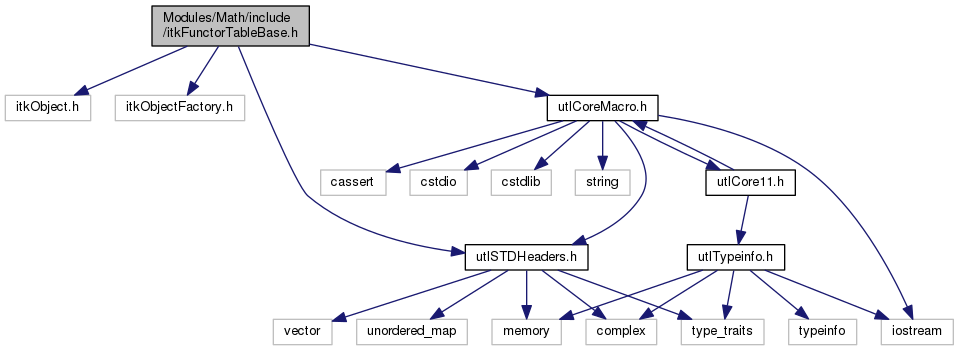 Modules/Math/include
/itkFunctorTableBase.h
itkObject.h
itkObjectFactory.h
utlCoreMacro.h
cassert
cstdio
cstdlib
string
utlCore11.h
utlSTDHeaders.h
utlTypeinfo.h
vector
unordered_map
memory
complex
type_traits
typeinfo
iostream